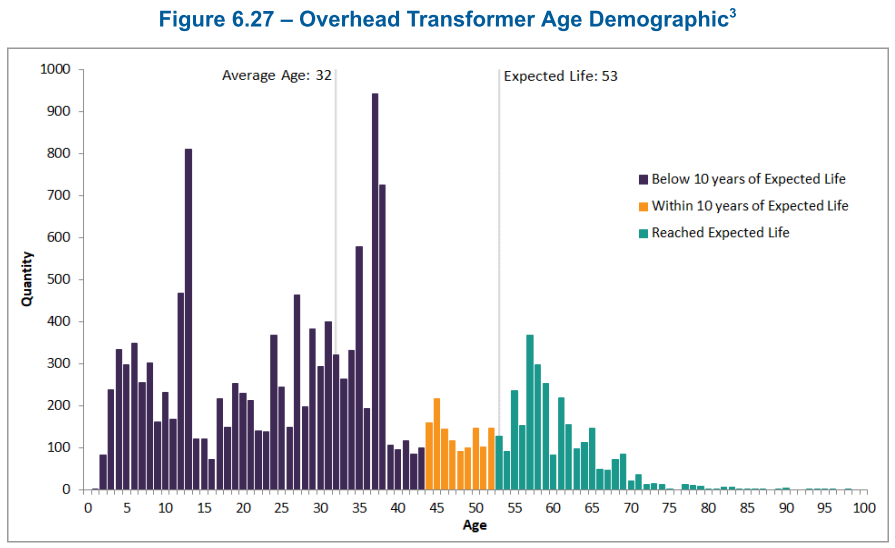 Figure 6.27 – Overhead Transformer Age Demographic3
1000
900
800
700
600
500
400
300
200
100
0
Quantity
Average Age: 32
Expected Life: 53
Below 10 years of Expected Life
Within 10 years of Expected Life
Reached Expected Life
0 5 10 15 20 25 30 35 40 45 50 55 60 65 70 75 80 85 90 95 100
Age